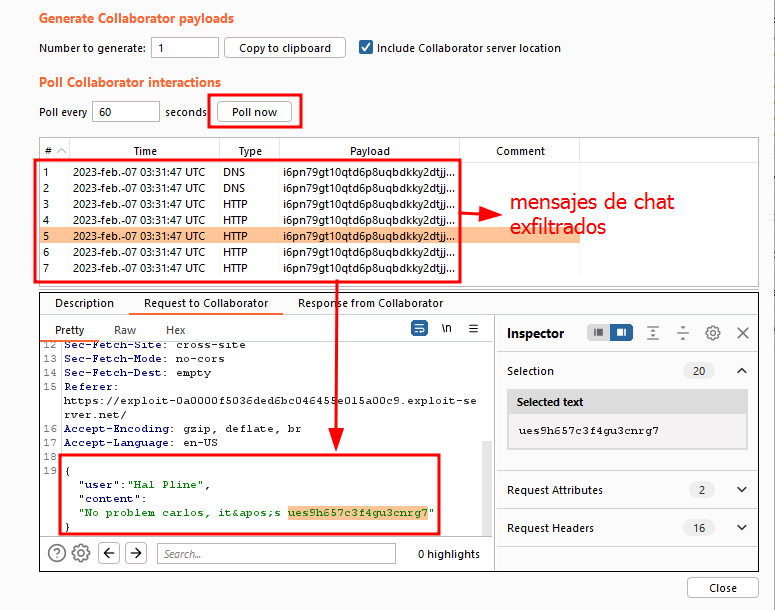 Generate Collaborator payloads
Number to generate: 1 Copy to clipboard Include Collaborator server location
Poll Collaborator interactions
Poll every 60 seconds Poll now
# Time Type Payload Comment
1 2023-feb.-07 03:31:47 UTC DNS i6pn79gt10qtd6p8uqbdkky2dtjj...
2 2023-feb.-07 03:31:47 UTC DNS i6pn79gt10qtd6p8uqbdkky2dtjj...
3 2023-feb.-07 03:31:47 UTC HTTP i6pn79gt10qtd6p8uqbdkky2dtjj...
4 2023-feb.-07 03:31:47 UTC HTTP i6pn79gt10qtd6p8uqbdkky2dtjj...
5 2023-feb.-07 03:31:47 UTC HTTP i6pn79gt10qtd6p8uqbdkky2dtjj...
6 2023-feb.-07 03:31:47 UTC HTTP i6pn79gt10qtd6p8uqbdkky2dtjj...
7 2023-feb.-07 03:31:47 UTC HTTP i6pn79gt10qtd6p8uqbdkky2dtjj...
mensajes de chat
exfiltrados
Description Request to Collaborator Response from Collaborator
Pretty Raw Hex \n
12 Sec-Fetch-Site: cross-site
13 Sec-Fetch-Mode: no-cors
14 Sec-Fetch-Dest: empty
15 Referer:
https://exploit-0a0000f5036ded6bc046455e015a00c9.exploit-se
rver.net/
16 Accept-Encoding: gzip, deflate, br
17 Accept-Language: en-US
18
19 {
"user":"Hal Pline",
"content":
"No problem carlos, it&apos;s ues9h657c3f4gu3cnrg7"
}
Search... 0 highlights
Inspector
Selection 20
Selected text
ues9h657c3f4gu3cnrg7
Request Attributes 2
Request Headers 16
Close